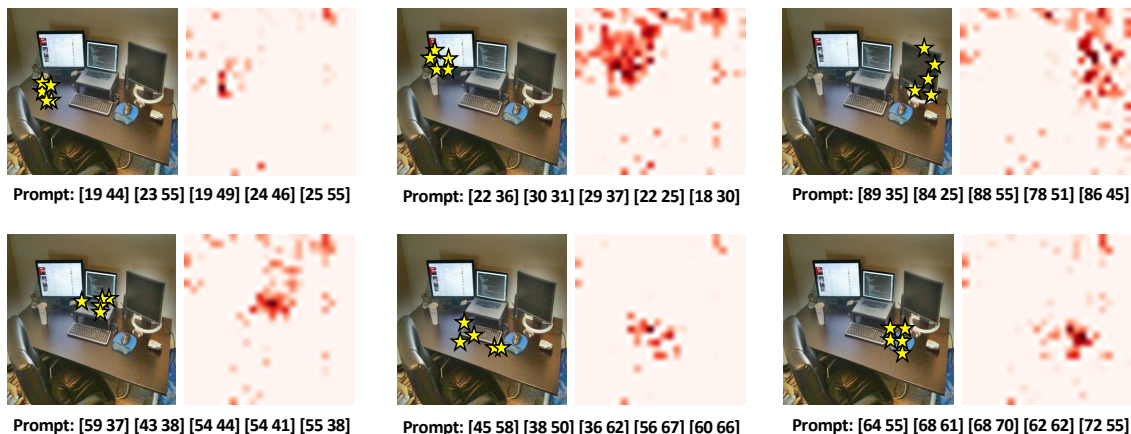 Prompt: [19 44] [23 55] [19 49] [24 46] [25 55]
Prompt: [22 36] [30 31] [29 37] [22 25] [18 30]
Prompt: [89 35] [84 25] [88 55] [78 51] [86 45]
Prompt: [59 37] [43 38] [54 44] [54 41] [55 38]
Prompt: [45 58] [38 50] [36 62] [56 67] [60 66]
Prompt: [64 55] [68 61] [68 70] [62 62] [72 55]